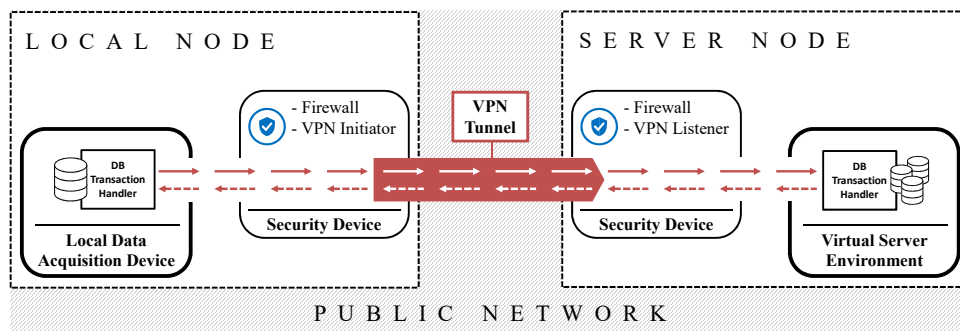 LOCAL NODE
SERVER NODE
- Firewall
- VPN Initiator
VPN
Tunnel
- Firewall
- VPN Listener
DB
Transaction
Handler
DB
Transaction
Handler
Security Device
Security Device
Local Data
Acquisition Device
Virtual Server
Environment
PUBLIC NETWORK